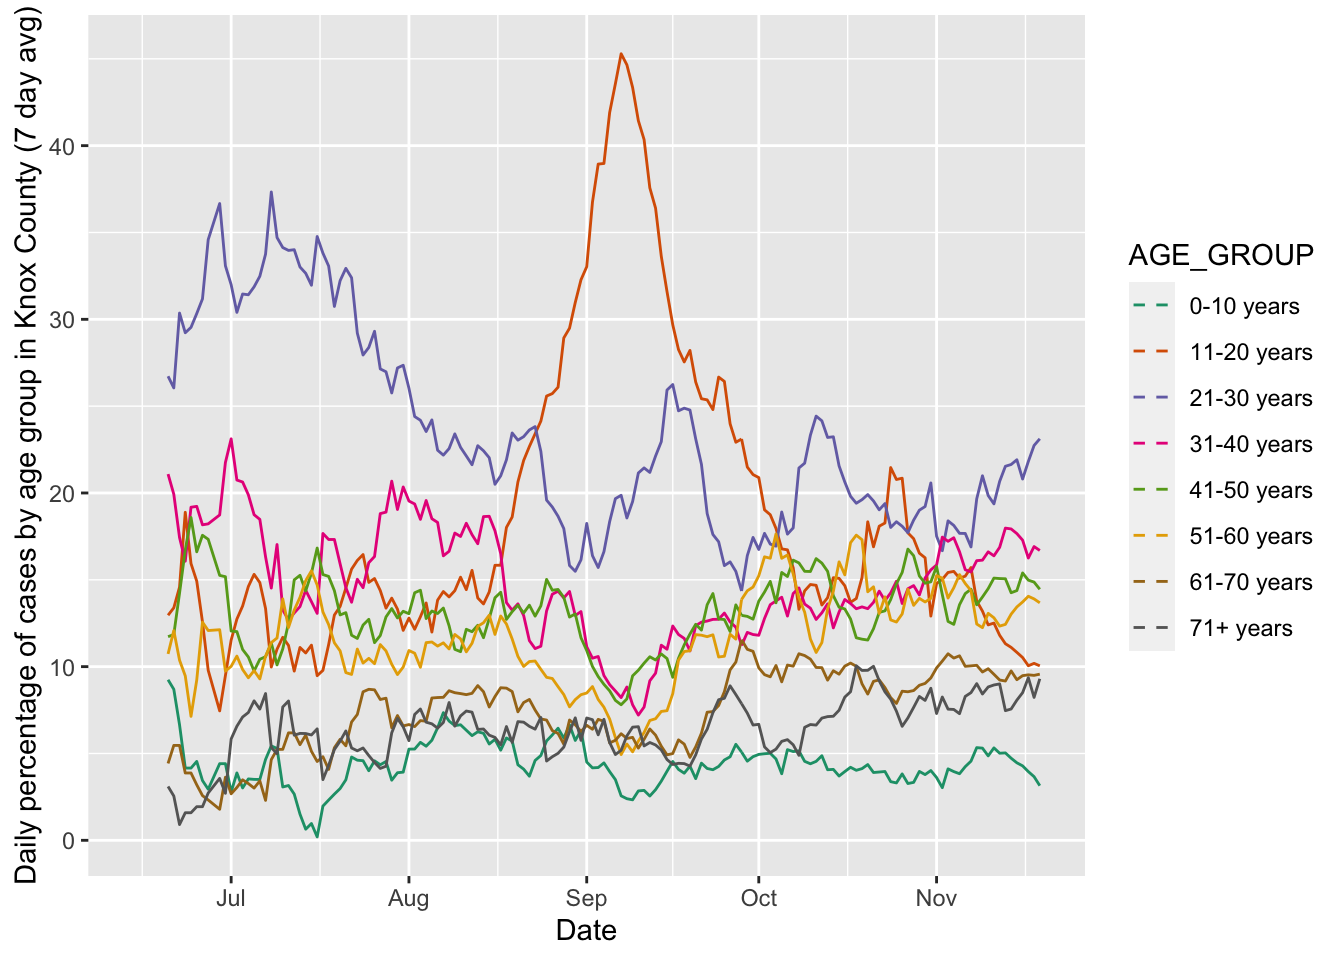 Daily percentage of cases by age group in Knox County (7 day avg)
40
30
20
10
0
Jul
Aug
Sep
Oct
Nov
Date
AGE_GROUP
0-10 years
11-20 years
21-30 years
31-40 years
41-50 years
51-60 years
61-70 years
71+ years